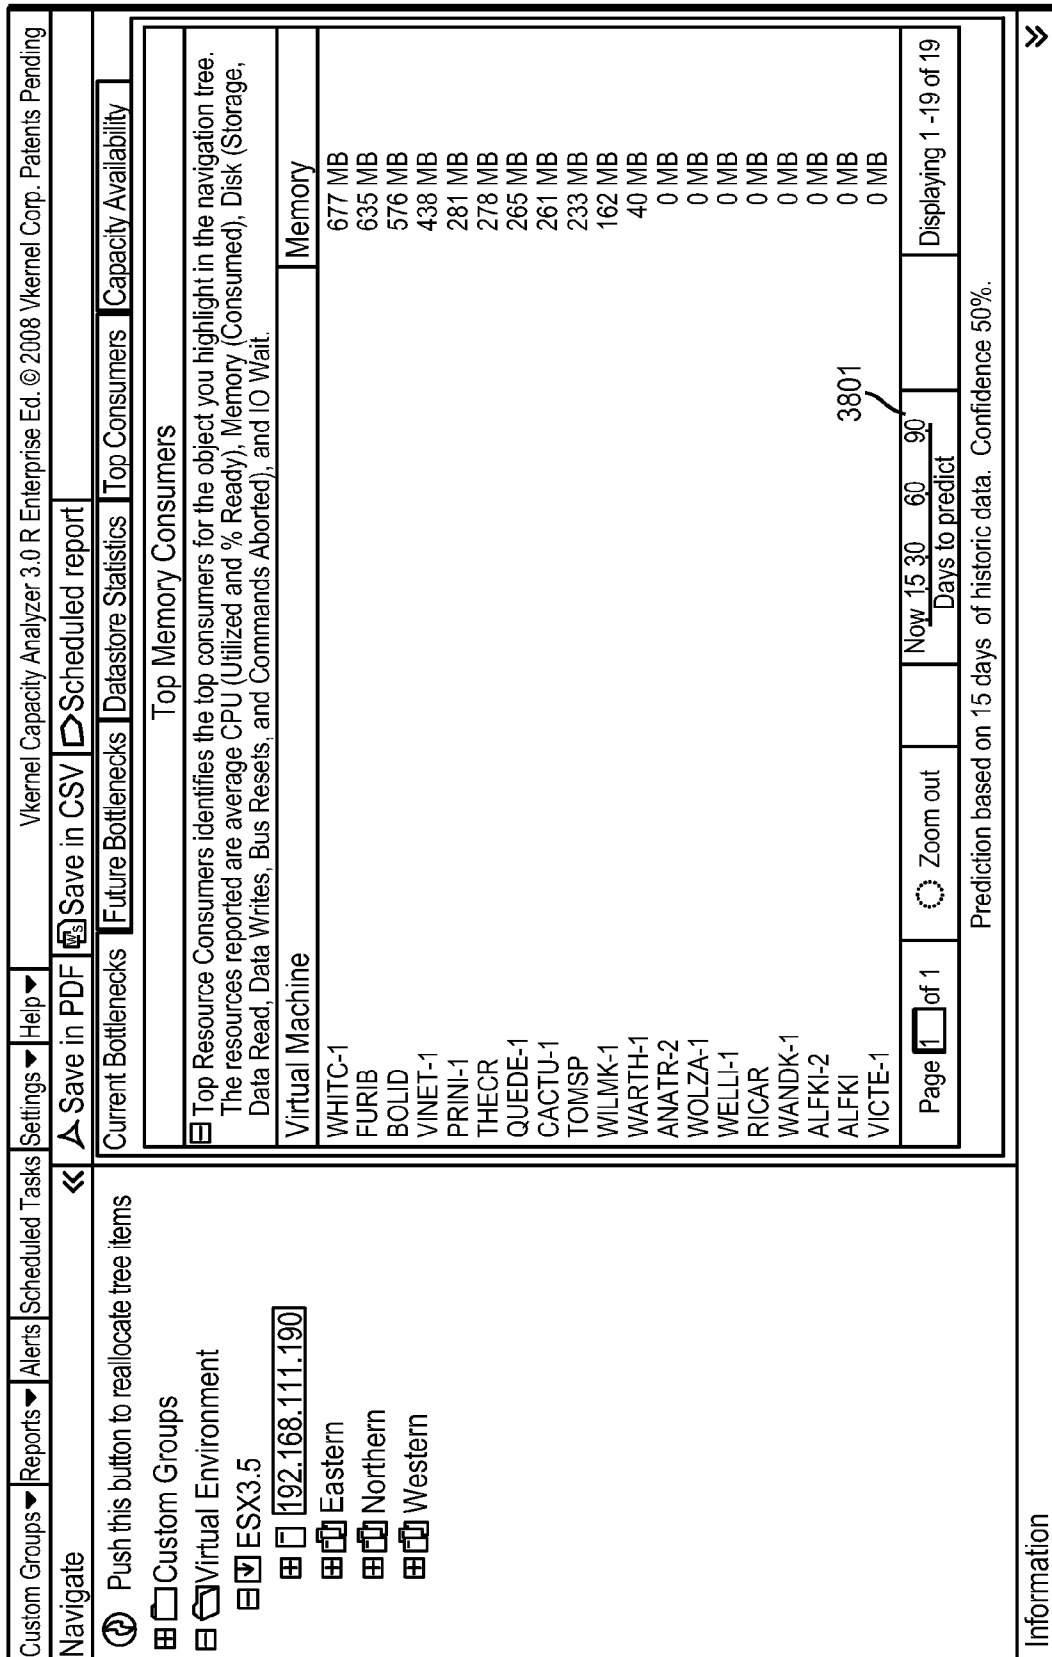 Custom Groups Reports Alerts Scheduled Tasks Settings Help Vkernel Capacity Analyzer 3.0 R Enterprise Ed. © 2008 Vkernel Corp. Patents Pending
Navigate
Save in PDF Save in CSV Scheduled report
Push this button to reallocate tree items
Custom Groups
Virtual Environment
ESX3.5
192.168.111.190
Eastern
Northern
Western
Current Bottlenecks Future Bottlenecks Datastore Statistics Top Consumers Capacity Availability
Top Memory Consumers
Top Resource Consumers identifies the top consumers for the object you highlight in the navigation tree.
The resources reported are average CPU (Utilized and % Ready), Memory (Consumed), Disk (Storage,
Data Read, Data Writes, Bus Resets, and Commands Aborted), and IO Wait.
Virtual Machine Memory
WHITC-1 677 MB
FURIB 635 MB
BOLID 576 MB
VINET-1 438 MB
PRINI-1 281 MB
THECR 278 MB
QUEDE-1 265 MB
CACTU-1 261 MB
TOMSP 233 MB
WILMK-1 162 MB
WARTH-1 40 MB
ANATR-2 0 MB
WOLZA-1 0 MB
WELLI-1 0 MB
RICAR 0 MB
WANDK-1 0 MB
ALFKI-2 0 MB
ALFKI 0 MB
VICTE-1 0 MB
3801
Page 1 of 1 Zoom out Now 15 30 60 90 Displaying 1 -19 of 19
Days to predict
Prediction based on 15 days of historic data. Confidence 50%.
Information